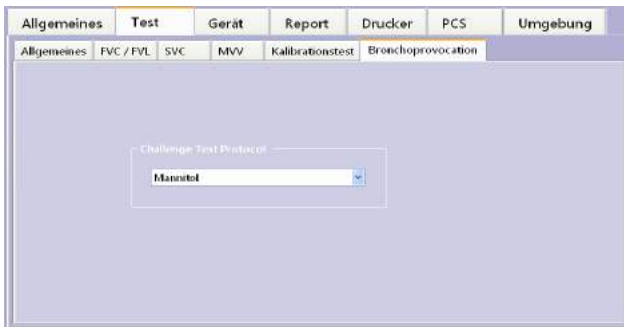 Allgemeines Test Gerät Report Drucker PCS Umgebung
Allgemeines FVC / FVL SVC MVV Kalibrationstest Bronchoprovocation
Challenge Test Protocol
Mannitol